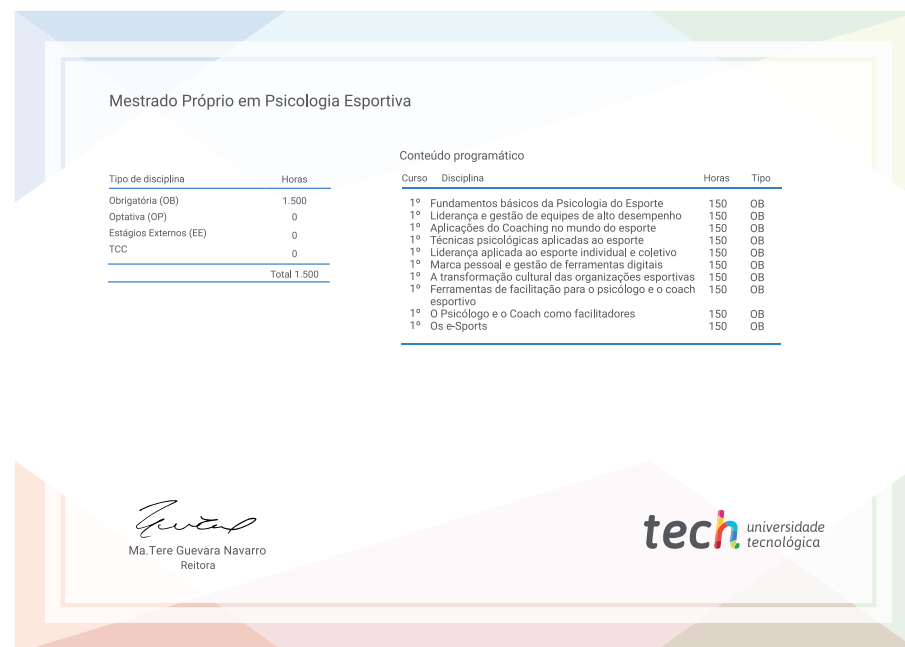 Mestrado Próprio em Psicologia Esportiva
Tipo de disciplina Horas
Obrigatória (OB) 1.500
Optativa (OP) 0
Estágios Externos (EE) 0
TCC 0
Total 1.500
Conteúdo programático
Curso Disciplina Horas Tipo
1º Fundamentos básicos da Psicologia do Esporte 150 OB
1º Liderança e gestão de equipes de alto desempenho 150 OB
1º Aplicações do Coaching no mundo do esporte 150 OB
1º Técnicas psicológicas aplicadas ao esporte 150 OB
1º Liderança aplicada ao esporte individual e coletivo 150 OB
1º Marca pessoal e gestão de ferramentas digitais 150 OB
1º A transformação cultural das organizações esportivas 150 OB
1º Ferramentas de facilitação para o psicólogo e o coach 150 OB
esportivo
1º O Psicólogo e o Coach como facilitadores 150 OB
1º Os e-Sports 150 OB
Ma.Tere Guevara Navarro
Reitora
tech universidade
tecnológica